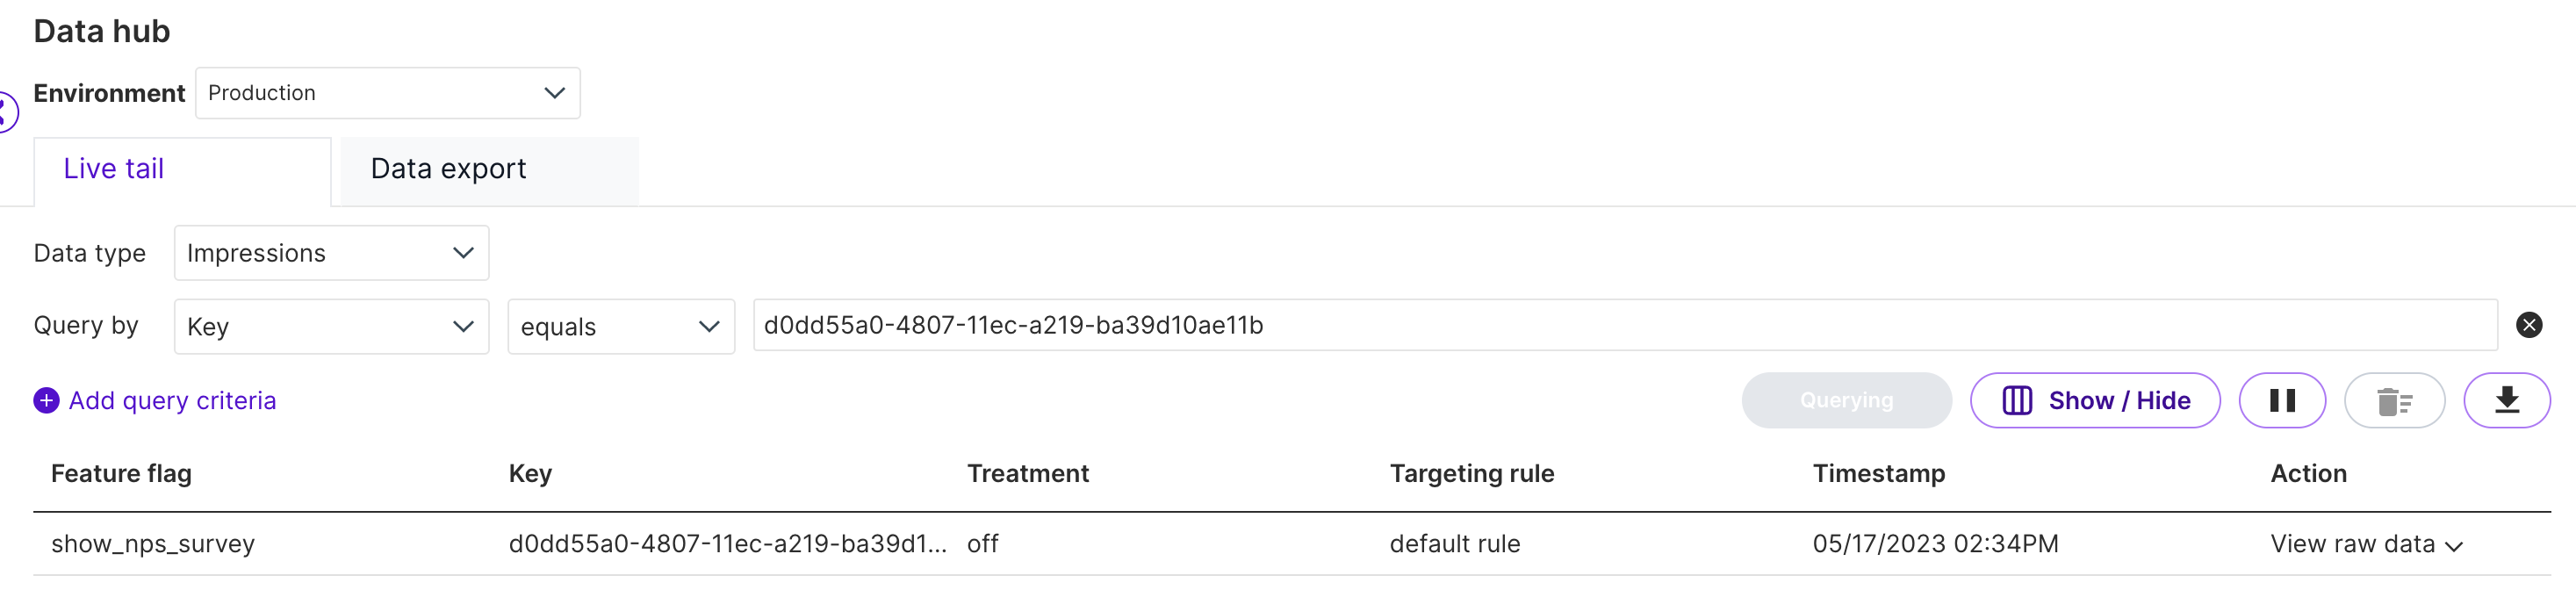 Data hub
Environment Production
Live tail Data export
Data type Impressions
Query by Key equals d0dd55a0-4807-11ec-a219-ba39d10ae11b
Add query criteria Querying Show / Hide
Feature flag Key Treatment Targeting rule Timestamp Action
show_nps_survey d0dd55a0-4807-11ec-a219-ba39d1... off default rule 05/17/2023 02:34PM View raw data